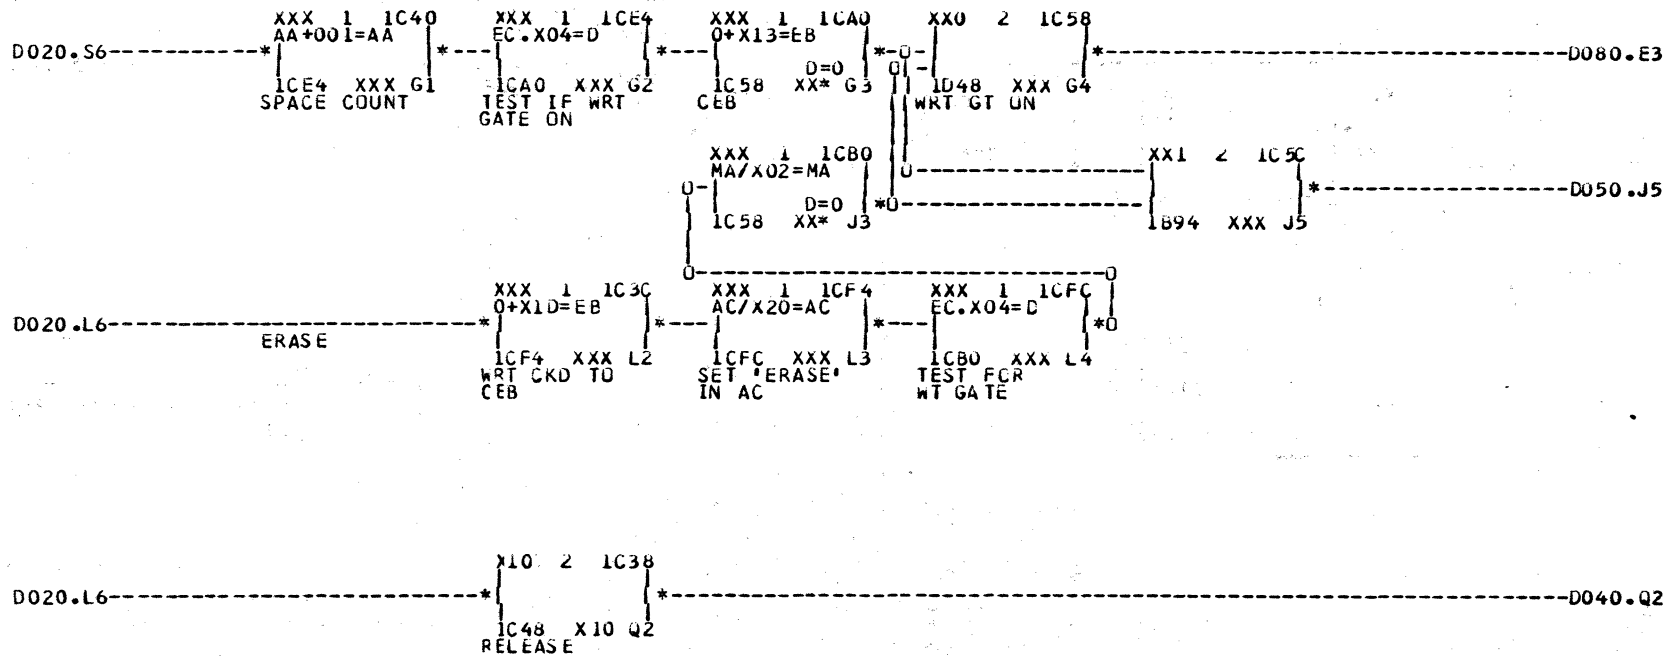 XXX 1 1C40 XXX 1 1CE4 XXX 1 1CA0 XX0 2 1C58
AA+001=AA EC.X04=D 0+X13=EB
D020.S6 * * * * * D080.E3
D=0
1CE4 XXX G1 1CA0 XXX G2 1C58 XX* G3 1D48 XXX G4
SPACE COUNT TEST IF WRT CEB WRT GT ON
GATE ON
XXX 1 1CB0 XX1 2 1C5C
MA/X02=MA
* D050.J5
D=0 *
1C58 XX* J3 1B94 XXX J5
XXX 1 1C3C XXX 1 1CF4 XXX 1 1CFC
0+X1D=EB AC/X20=AC EC.X04=D
D020.L6 * * * *
ERASE
1CF4 XXX L2 1CFC XXX L3 1CB0 XXX L4
WRT CKD TO SET 'ERASE' TEST FOR
CEB IN AC WT GATE
X10 2 1C38
D020.L6 * * D040.Q2
1C48 X10 Q2
RELEASE